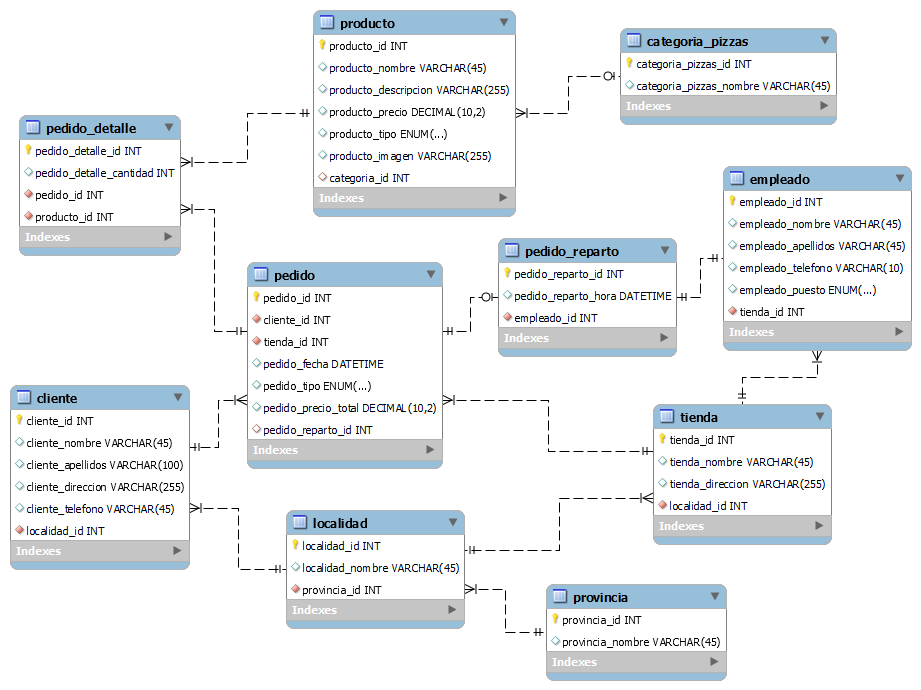 producto
producto_id INT
producto_nombre VARCHAR(45)
producto_descripcion VARCHAR(255)
producto_precio DECIMAL(10,2)
producto_tipo ENUM(...)
producto_imagen VARCHAR(255)
categoria_id INT
Indexes
categoria_pizzas
categoria_pizzas_id INT
categoria_pizzas_nombre VARCHAR(45)
Indexes
pedido_detalle
pedido_detalle_id INT
pedido_detalle_cantidad INT
pedido_id INT
producto_id INT
Indexes
empleado
empleado_id INT
empleado_nombre VARCHAR(45)
empleado_apellidos VARCHAR(45)
empleado_telefono VARCHAR(10)
empleado_puesto ENUM(...)
tienda_id INT
Indexes
pedido_reparto
pedido_reparto_id INT
pedido_reparto_hora DATETIME
empleado_id INT
Indexes
pedido
pedido_id INT
cliente_id INT
tienda_id INT
pedido_fecha DATETIME
pedido_tipo ENUM(...)
pedido_precio_total DECIMAL(10,2)
pedido_reparto_id INT
Indexes
cliente
cliente_id INT
cliente_nombre VARCHAR(45)
cliente_apellidos VARCHAR(100)
cliente_direccion VARCHAR(255)
cliente_telefono VARCHAR(45)
localidad_id INT
Indexes
tienda
tienda_id INT
tienda_nombre VARCHAR(45)
tienda_direccion VARCHAR(255)
localidad_id INT
Indexes
localidad
localidad_id INT
localidad_nombre VARCHAR(45)
provincia_id INT
Indexes
provincia
provincia_id INT
provincia_nombre VARCHAR(45)
Indexes